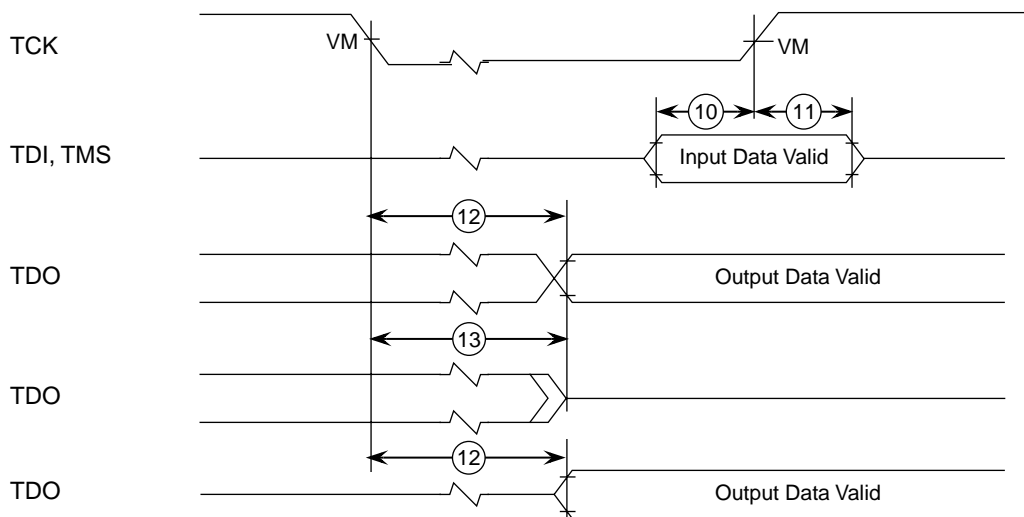 TCK
VM
VM
10
11
TDI, TMS
Input Data Valid
12
TDO
Output Data Valid
13
TDO
12
TDO
Output Data Valid